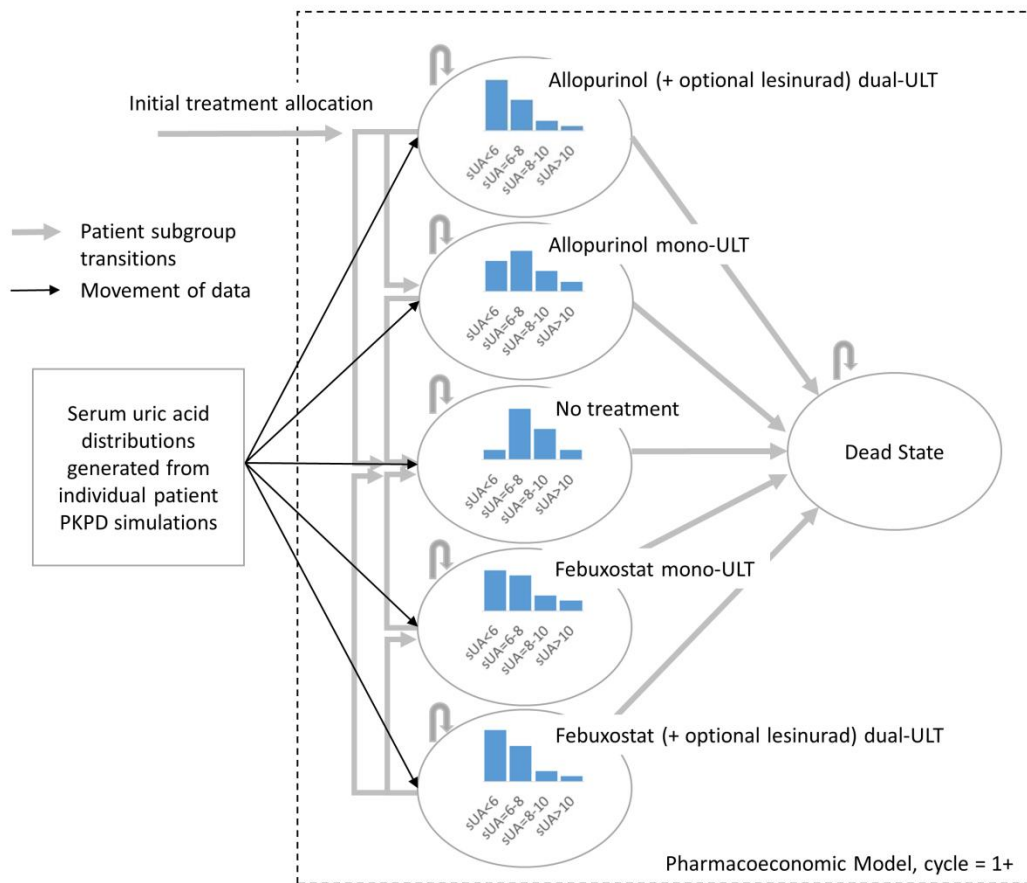 Initial treatment allocation
Patient subgroup
transitions
Movement of data
Serum uric acid
distributions
generated from
individual patient
PKPD simulations
Allopurinol (+ optional lesinurad) dual-ULT
sUA<6
sUA=6-8
sUA=8-10
sUA>10
Allopurinol mono-ULT
sUA<6
sUA=6-8
sUA=8-10
sUA>10
No treatment
sUA<6
sUA=6-8
sUA=8-10
sUA>10
Febuxostat mono-ULT
sUA<6
sUA=6-8
sUA=8-10
sUA>10
Febuxostat (+ optional lesinurad) dual-ULT
sUA<6
sUA=6-8
sUA=8-10
sUA>10
Dead State
Pharmacoeconomic Model, cycle = 1+